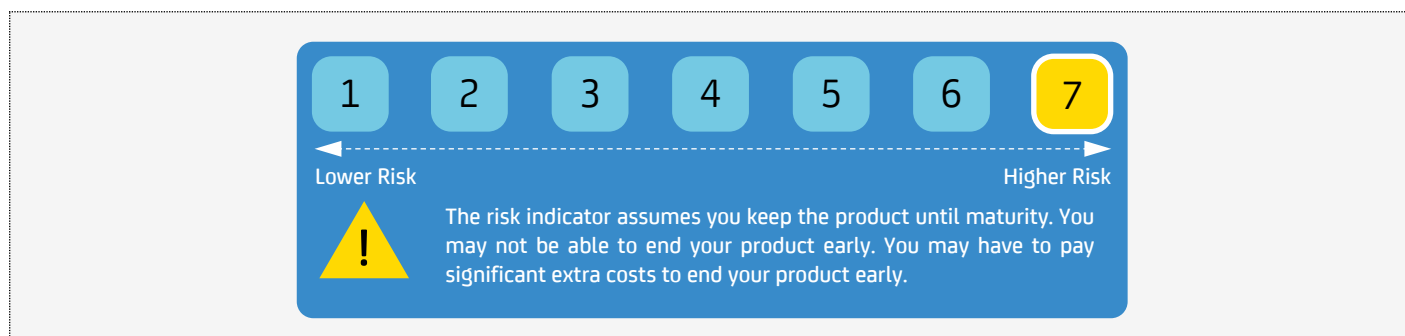 1 2 3 4 5 6 7
Lower Risk Higher Risk
!
The risk indicator assumes you keep the product until maturity. You
may not be able to end your product early. You may have to pay
significant extra costs to end your product early.